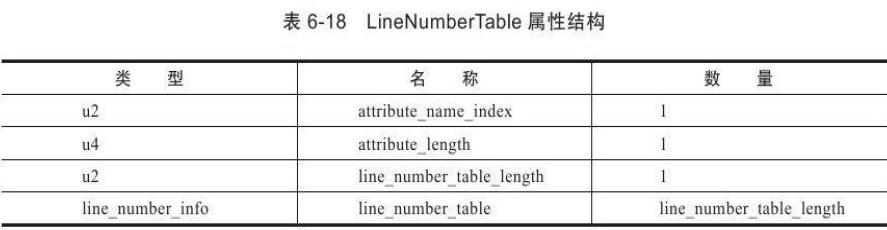 表 6-18 LineNumberTable 属性结构
类 型 名 称 数 量
u2 attribute_name_index 1
u4 attribute_length 1
u2 line_number_table_length 1
line_number_info line_number_table line_number_table_length